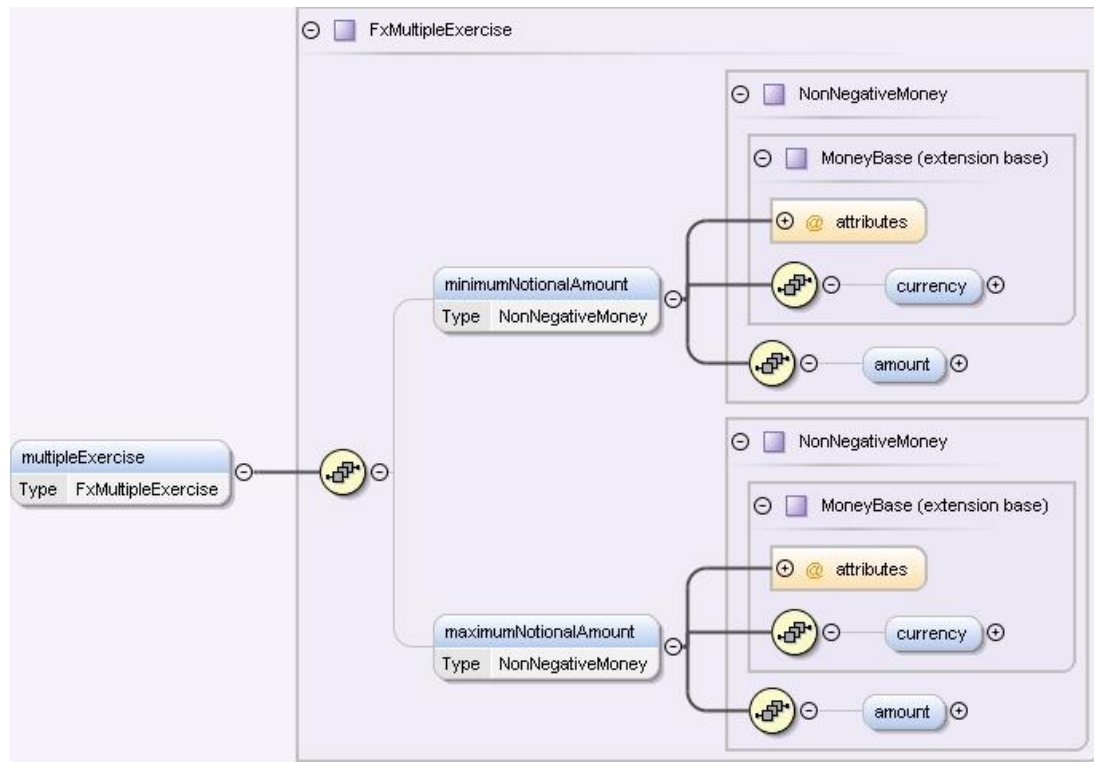 FxMultipleExercise
NonNegativeMoney
MoneyBase (extension base)
@ attributes
minimumNotionalAmount
Type NonNegativeMoney
currency
amount
multipleExercise
Type FxMultipleExercise
NonNegativeMoney
MoneyBase (extension base)
@ attributes
maximumNotionalAmount
Type NonNegativeMoney
currency
amount